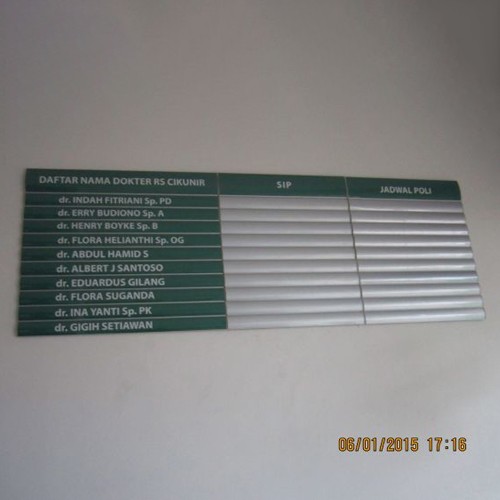 DAFTAR NAMA DOKTER RS CIKUNIR SIP JADWAL POLI
dr. INDAH FITRIANI Sp. PD
dr. ERRY BUDIONO Sp. A
dr. HENRY BOYKE Sp. B
dr. FLORA HELIANTHI Sp. OG
dr. ABDUL HAMID S
dr. ALBERT J SANTOSO
dr. EDUARDUS GILANG
dr. FLORA SUGANDA
dr. INA YANTI Sp. PK
dr. GIGIH SETIAWAN
06/01/2015 17:16